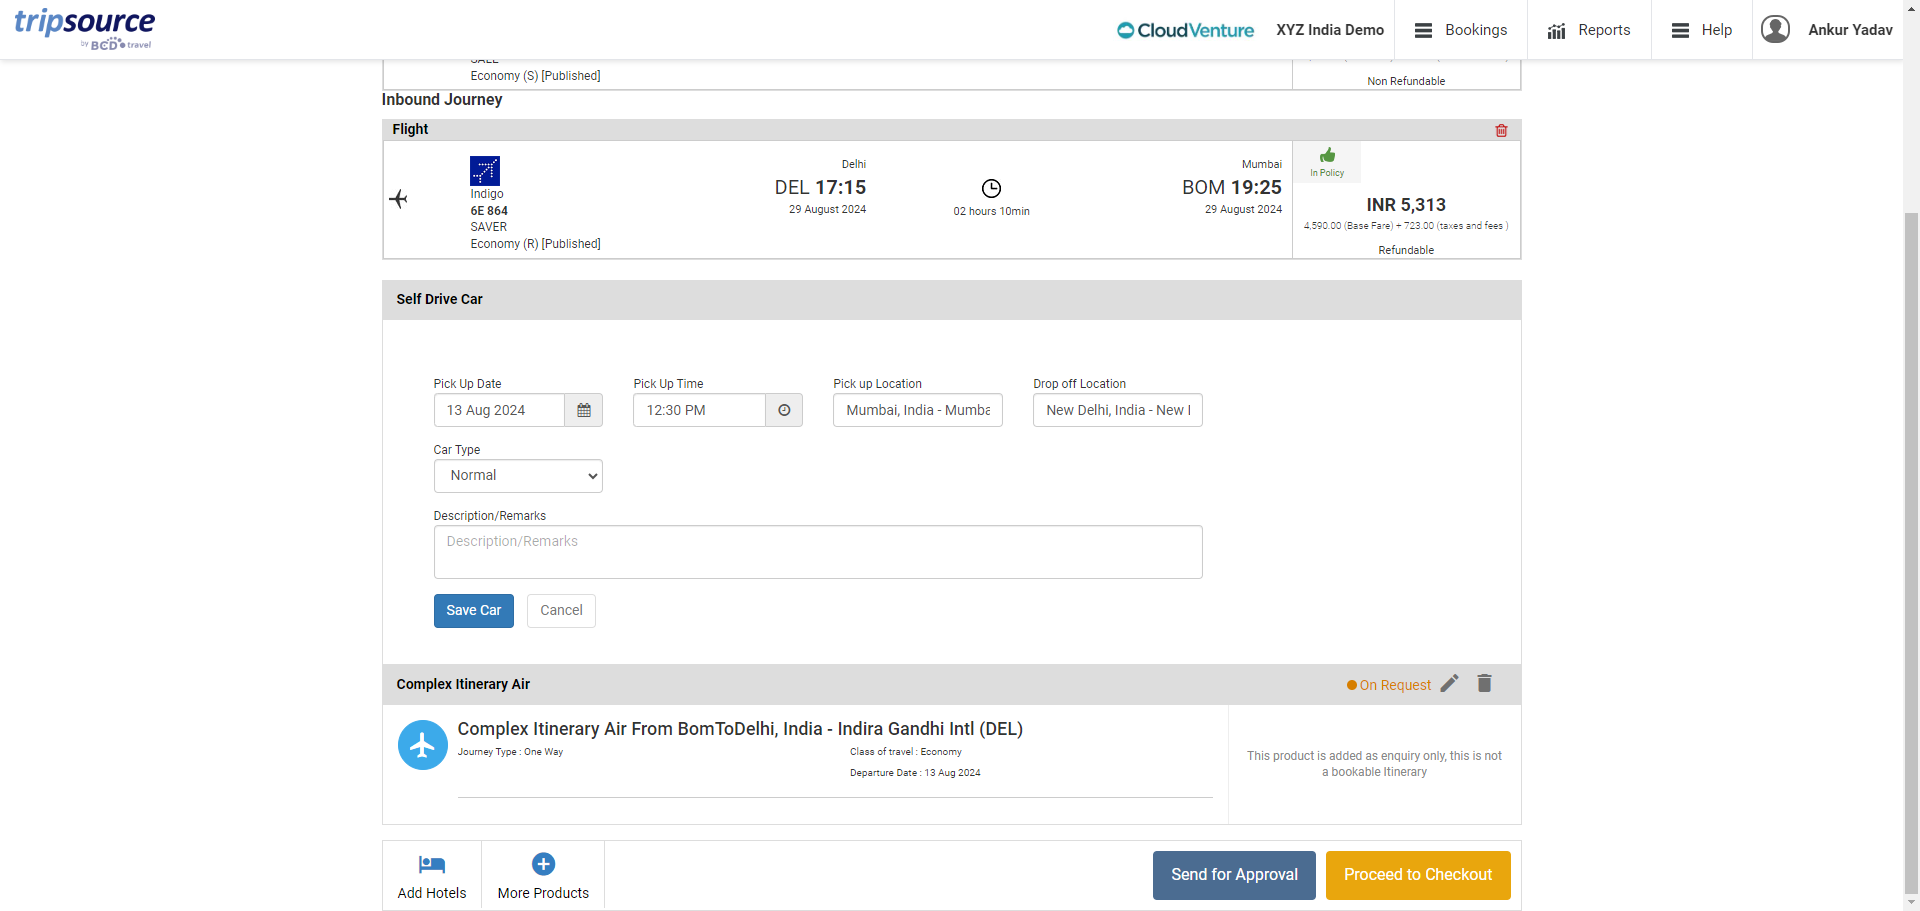 tripsource
by BCD travel
CloudVenture
XYZ India Demo
Bookings
Reports
Help
Ankur Yadav
Economy (S) [Published]
Non Refundable
Inbound Journey
Flight
Indigo
6E 864
SAVER
Economy (R) [Published]
Delhi
DEL 17:15
29 August 2024
02 hours 10min
Mumbai
BOM 19:25
29 August 2024
In Policy
INR 5,313
4,590.00 (Base Fare) + 723.00 (taxes and fees )
Refundable
Self Drive Car
Pick Up Date
Pick Up Time
Pick up Location
Drop off Location
13 Aug 2024
12:30 PM
Mumbai, India - Mumba
New Delhi, India - New
Car Type
Normal
Description/Remarks
Description/Remarks
Save Car
Cancel
Complex Itinerary Air
On Request
Complex Itinerary Air From BomToDelhi, India - Indira Gandhi Intl (DEL)
Journey Type : One Way
Class of travel : Economy
Departure Date : 13 Aug 2024
This product is added as enquiry only, this is not
a bookable Itinerary
Add Hotels
More Products
Send for Approval
Proceed to Checkout